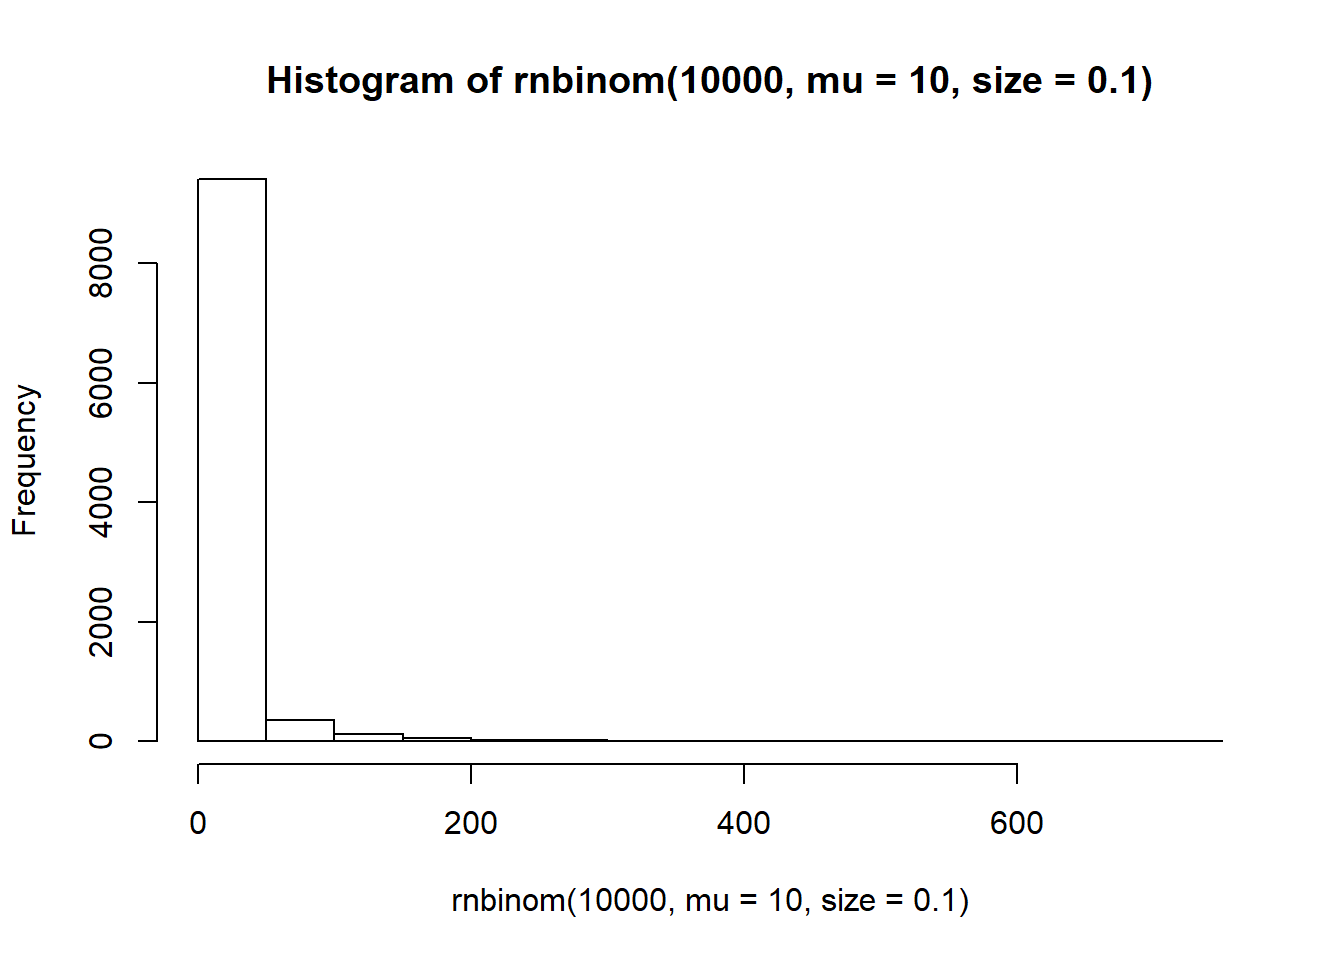 Histogram of rnbinom(10000, mu = 10, size = 0.1)
Frequency
8000
6000
4000
2000
0
0 200 400 600
rnbinom(10000, mu = 10, size = 0.1)